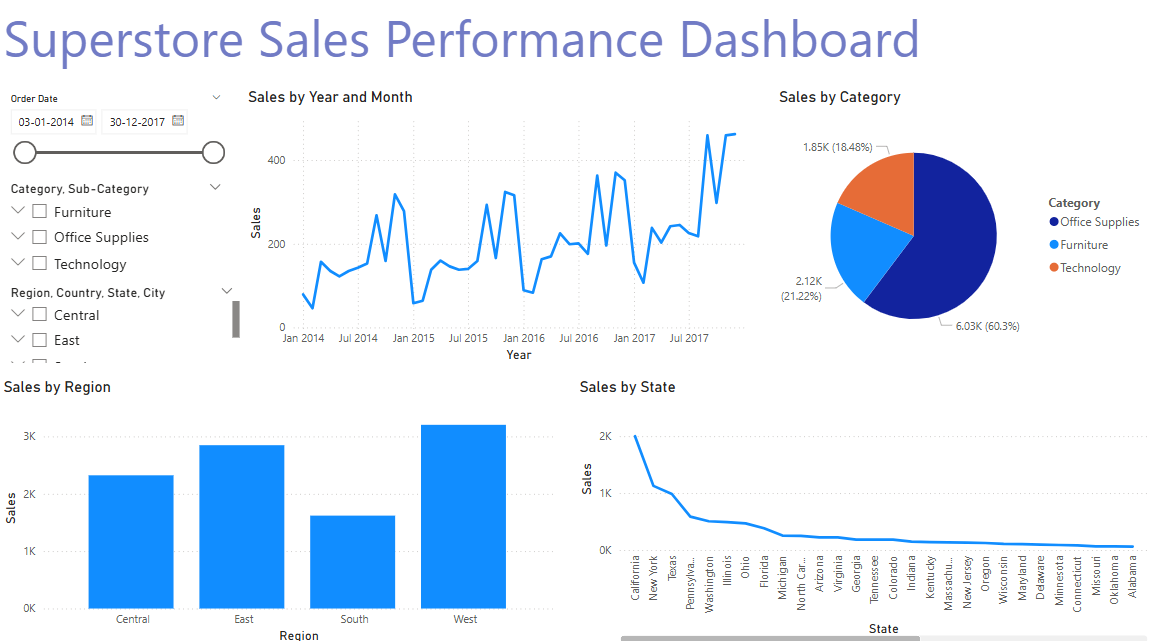 Superstore Sales Performance Dashboard
Order Date
03-01-2014
30-12-2017
Category, Sub-Category
Furniture
Office Supplies
Technology
Region, Country, State, City
Central
East
Sales by Year and Month
Sales
400
200
0
Jan 2014
Jul 2014
Jan 2015
Jul 2015
Jan 2016
Jul 2016
Jan 2017
Jul 2017
Year
Sales by Category
1.85K (18.48%)
2.12K
(21.22%)
6.03K (60.3%)
Category
Office Supplies
Furniture
Technology
Sales by Region
Sales
3K
2K
1K
0K
Central
East
South
West
Region
Sales by State
Sales
2K
1K
0K
California
New York
Texas
Pennsylva...
Washington
Illinois
Ohio
Florida
Michigan
North Car...
Arizona
Virginia
Georgia
Tennessee
Colorado
Indiana
Kentucky
Massachu...
New Jersey
Oregon
Wisconsin
Maryland
Delaware
Minnesota
Connecticut
Missouri
Oklahoma
Alabama
State